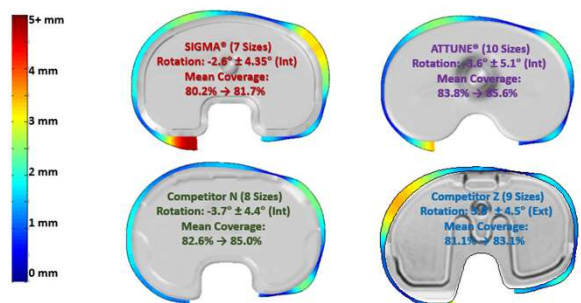 5+ mm
4 mm
3 mm
2 mm
1 mm
0 mm
SIGMA® (7 Sizes)
Rotation: -2.6° ± 4.35° (Int)
Mean Coverage:
80.2% → 81.7%
ATTUNE® (10 Sizes)
Rotation: -3.6° ± 5.1° (Int)
Mean Coverage:
83.8% → 85.6%
Competitor N (8 Sizes)
Rotation: -3.7° ± 4.4° (Int)
Mean Coverage:
82.6% → 85.0%
Competitor Z (9 Sizes)
Rotation: ± 4.5° (Ext)
Mean Coverage:
81.1% → 83.1%